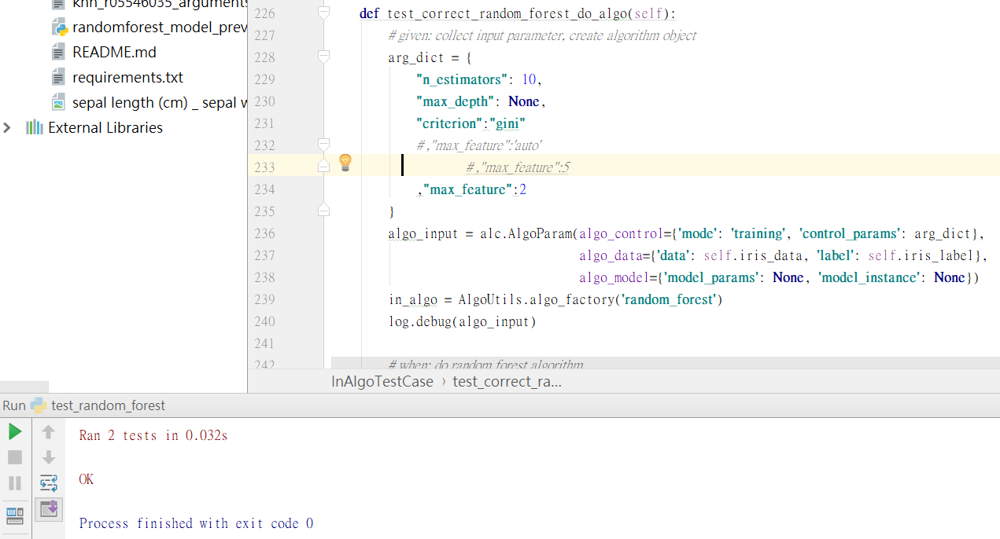 knn_r05546035_arguments
randomforest_model_prev
README.md
requirements.txt
sepal length (cm) _ sepal w
External Libraries
226 def test_correct_random_forest_do_algo(self):
227 # given: collect input parameter, create algorithm object
228 arg_dict = {
229 "n_estimators": 10,
230 "max_depth": None,
231 "criterion":"gini"
232 # ,"max_feature":'auto'
233 # ,"max_feature":5
234 ,"max_feature":2
235 }
236 algo_input = alc.AlgoParam(algo_control={'mode': 'training', 'control_params': arg_dict},
237 algo_data={'data': self.iris_data, 'label': self.iris_label},
238 algo_model={'model_params': None, 'model_instance': None})
239 in_algo = AlgoUtils.algo_factory('random_forest')
240 log.debug(algo_input)
241
242 # when: do random forest algorithm
InAlgoTestCase › test_correct_ra...
Run test_random_forest
Ran 2 tests in 0.032s
OK
Process finished with exit code 0